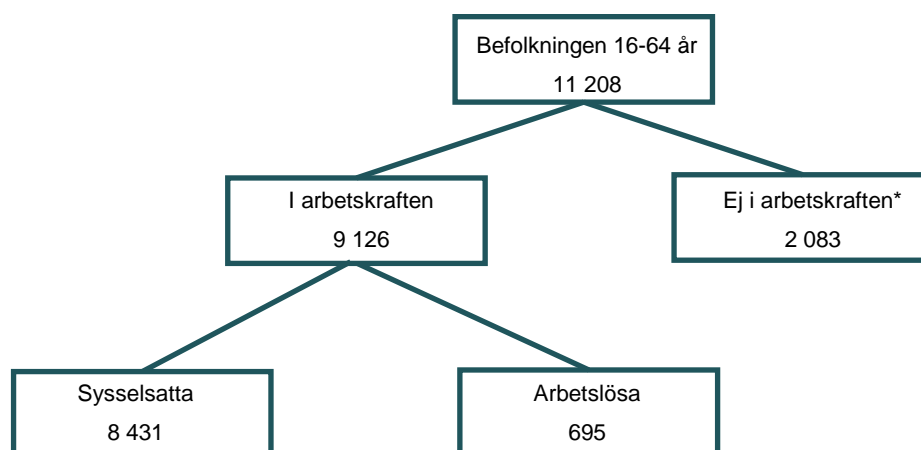 Befolkningen 16-64 år
11 208
I arbetskraften
9 126
Ej i arbetskraften*
2 083
Sysselsatta
8 431
Arbetslösa
695